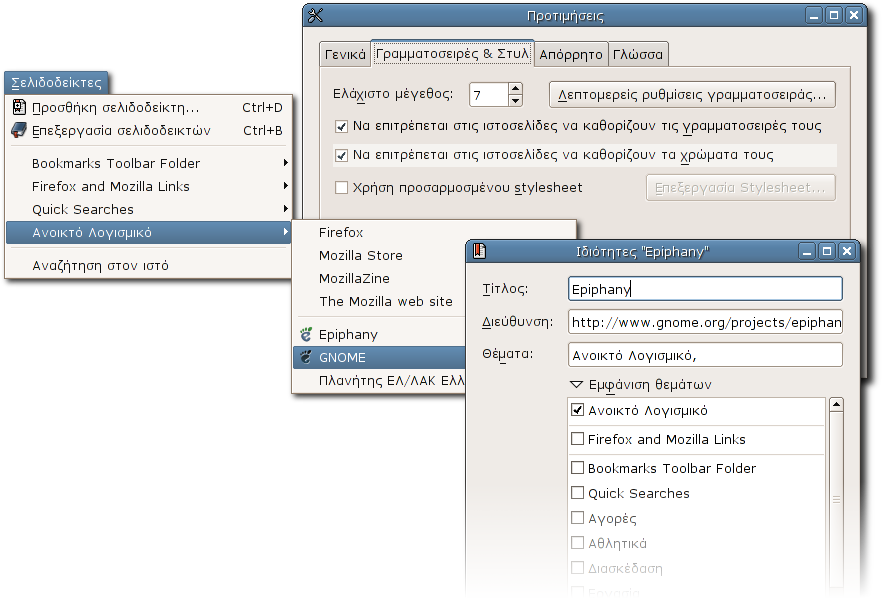 Προτιμήσεις
Γενικά Γραμματοσειρές & Στυλ Απόρρητο Γλώσσα
Ελάχιστο μέγεθος: 7 Λεπτομερείς ρυθμίσεις γραμματοσειράς...
Να επιτρέπεται στις ιστοσελίδες να καθορίζουν τις γραμματοσειρές τους
Να επιτρέπεται στις ιστοσελίδες να καθορίζουν τα χρώματα τους
Χρήση προσαρμοσμένου stylesheet Επεξεργασία Stylesheet...
Σελιδοδείκτες
Προσθήκη σελιδοδείκτη... Ctrl+D
Επεξεργασία σελιδοδεικτών Ctrl+B
Bookmarks Toolbar Folder
Firefox and Mozilla Links
Quick Searches
Ανοικτό Λογισμικό
Αναζήτηση στον ιστό
Firefox
Mozilla Store
MozillaZine
The Mozilla web site
Epiphany
GNOME
Πλανήτης ΕΛ/ΛΑΚ Ελλ
Ιδιότητες "Epiphany"
Τίτλος: Epiphany
Διεύθυνση: http://www.gnome.org/projects/epiphan
Θέματα: Ανοικτό Λογισμικό,
Εμφάνιση θεμάτων
Ανοικτό Λογισμικό
Firefox and Mozilla Links
Bookmarks Toolbar Folder
Quick Searches
Αγορές
Αθλητικά
Διασκέδαση
Εργασία